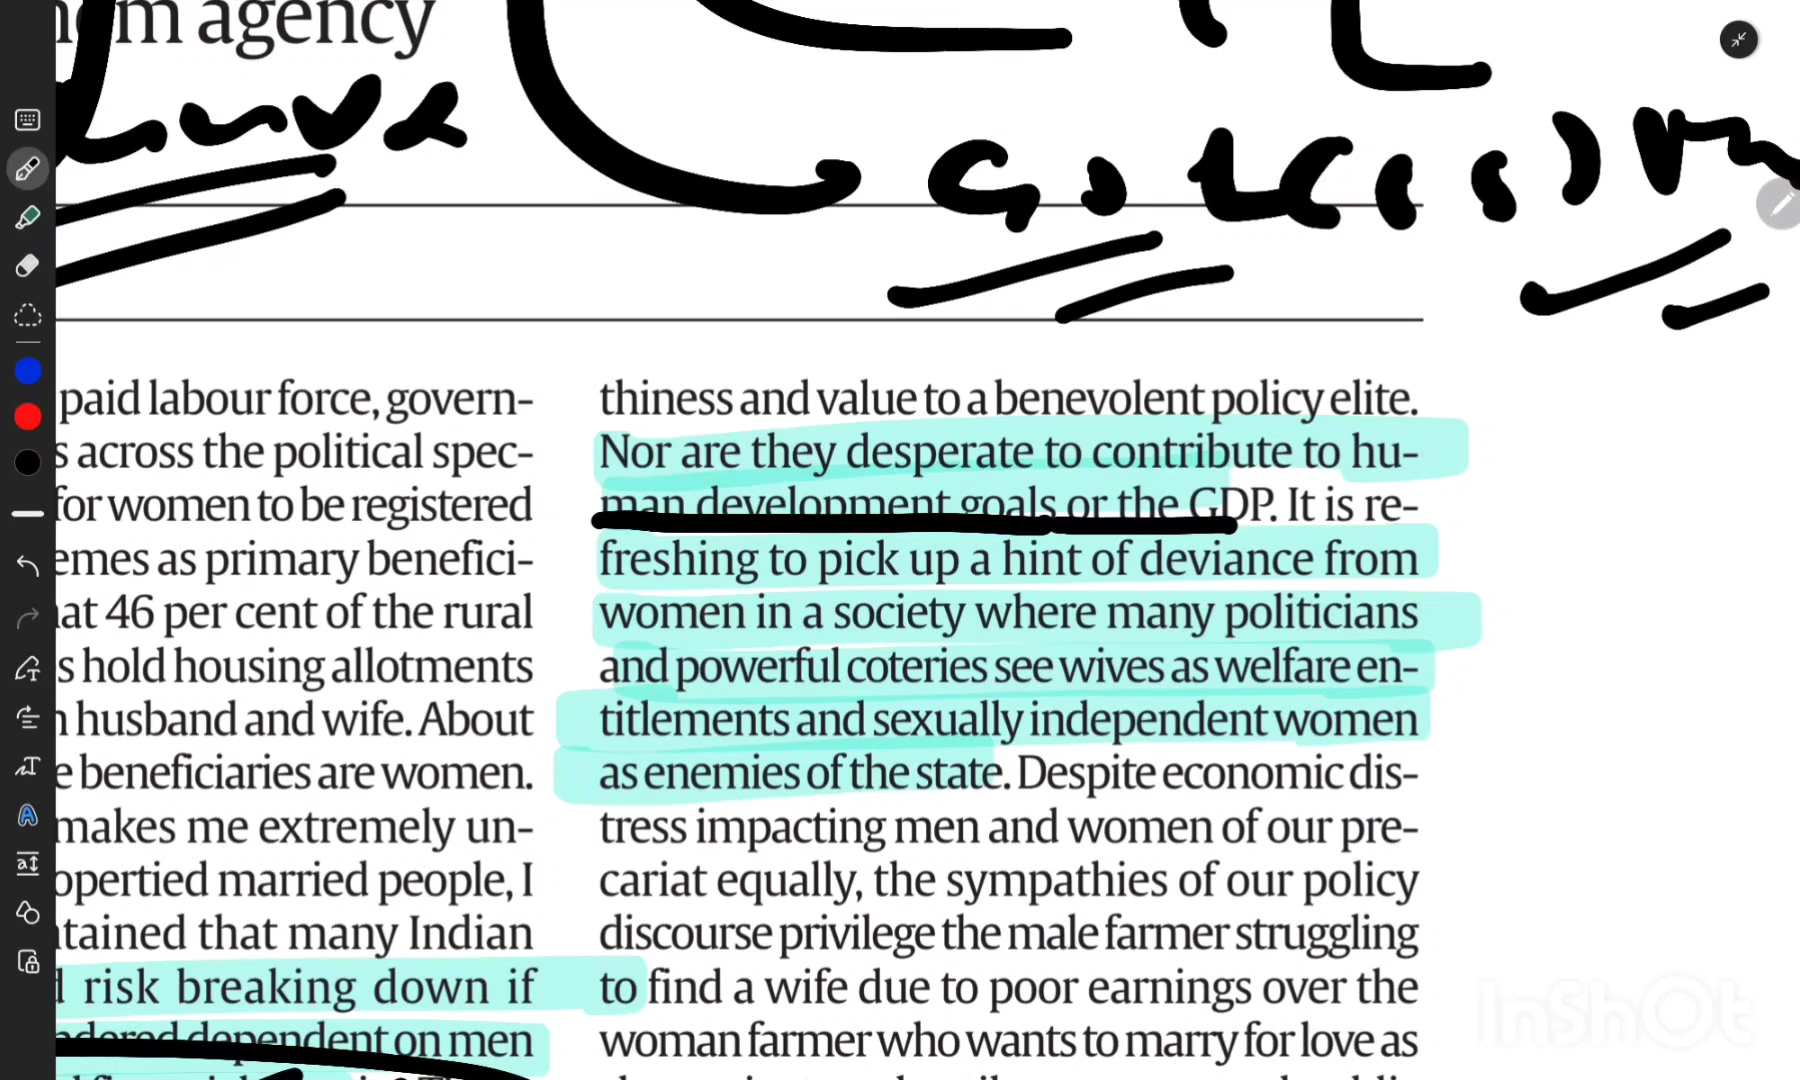 nom agency
paid labour force, govern-
s across the political spec-
for women to be registered
emes as primary benefici-
at 46 per cent of the rural
s hold housing allotments
husband and wife. About
e beneficiaries are women.
makes me extremely un-
opertied married people, I
tained that many Indian
d risk breaking down if
dependent on men
thiness and value to a benevolent policy elite.
Nor are they desperate to contribute to hu-
man development goals or the GDP. It is re-
freshing to pick up a hint of deviance from
women in a society where many politicians
and powerful coteries see wives as welfare en-
titlements and sexually independent women
as enemies of the state. Despite economic dis-
tress impacting men and women of our pre-
cariat equally, the sympathies of our policy
discourse privilege the male farmer struggling
to find a wife due to poor earnings over the
woman farmer who wants to marry for love as
InShOt